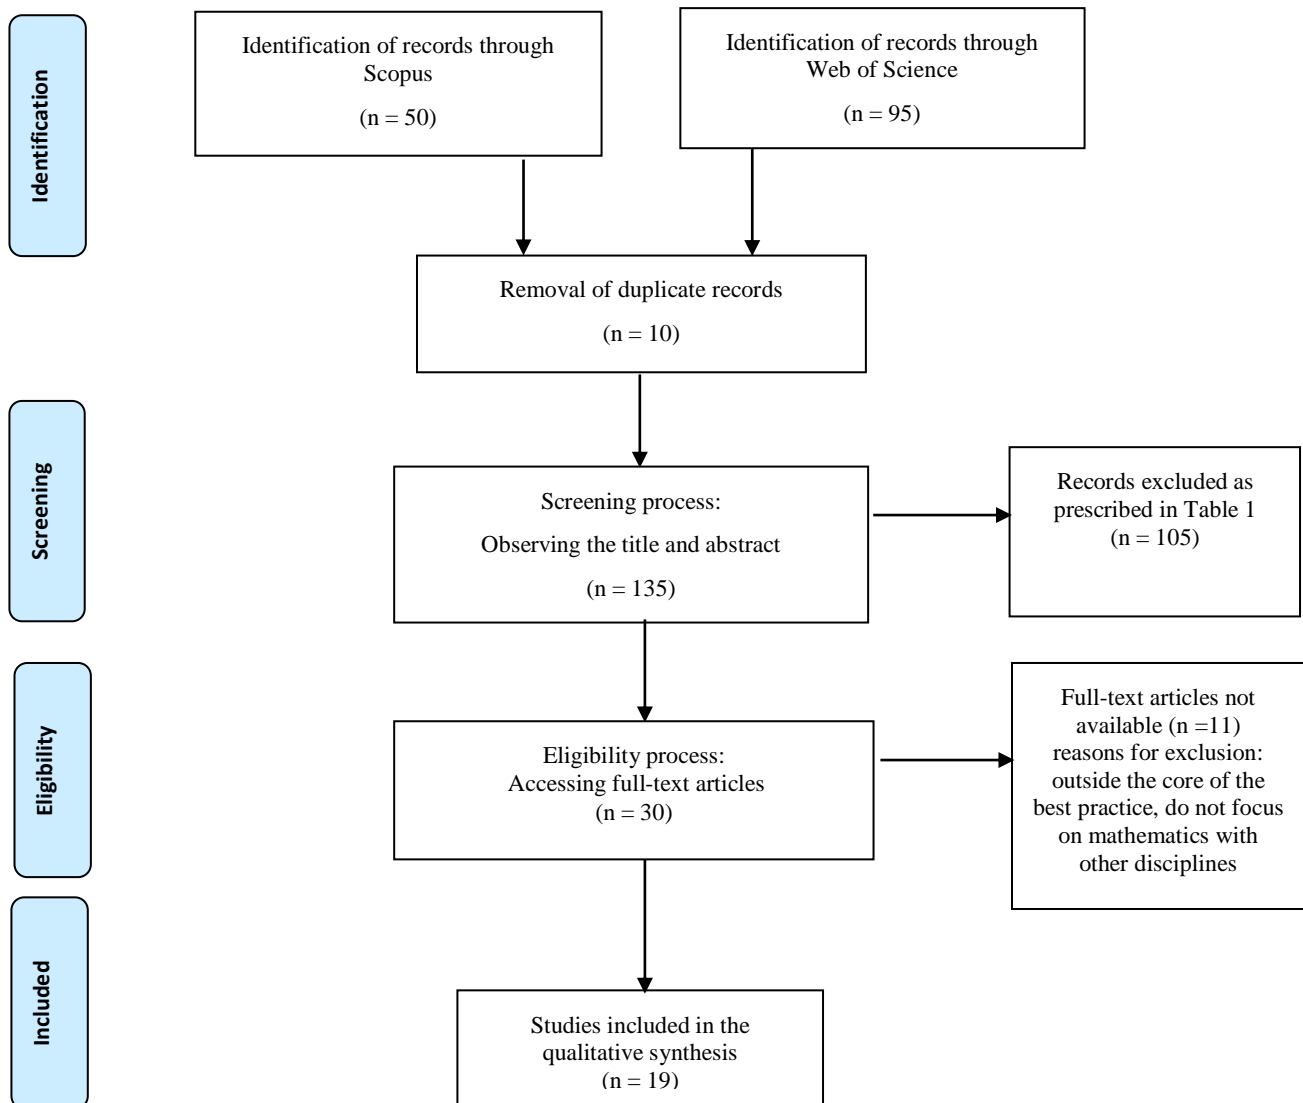 Identification
Identification of records through
Scopus
(n = 50)
Identification of records through
Web of Science
(n = 95)
Removal of duplicate records
(n = 10)
Screening
Screening process:
Observing the title and abstract
(n = 135)
Records excluded as
prescribed in Table 1
(n = 105)
Eligibility
Eligibility process:
Accessing full-text articles
(n = 30)
Full-text articles not
available (n =11)
reasons for exclusion:
outside the core of the
best practice, do not focus
on mathematics with
other disciplines
Included
Studies included in the
qualitative synthesis
(n = 19)